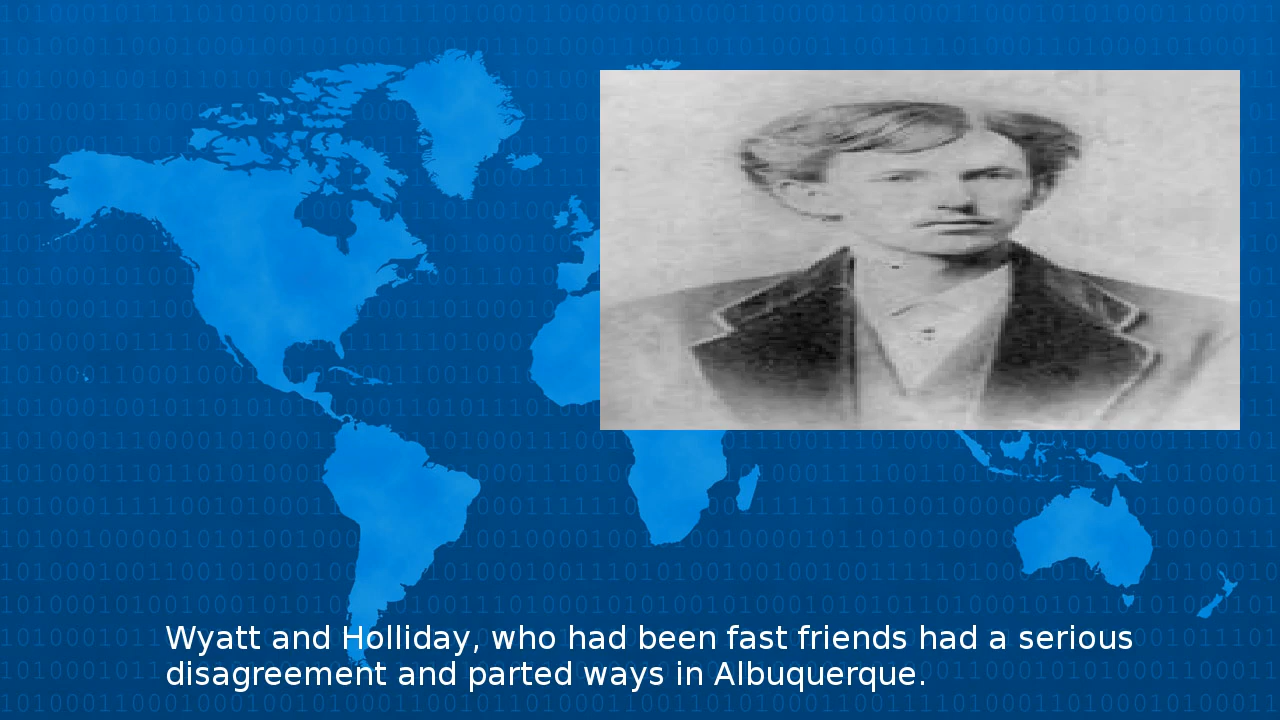 Wyatt and Holliday, who had been fast friends had a serious
disagreement and parted ways in Albuquerque.